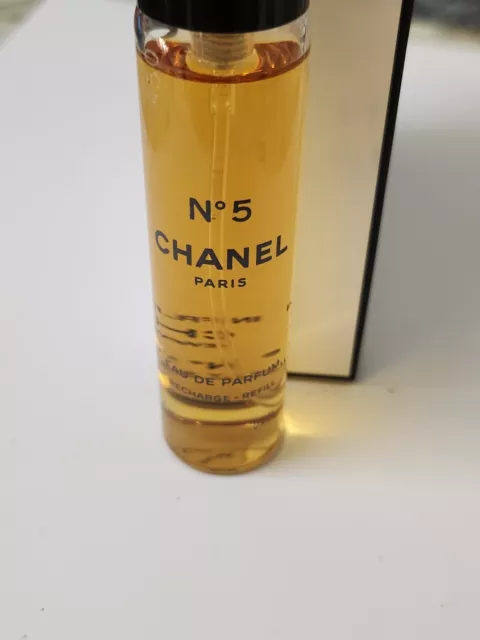 N°5
CHANEL
PARIS
EAU DE PARFUM
RECHARGE - REFILL